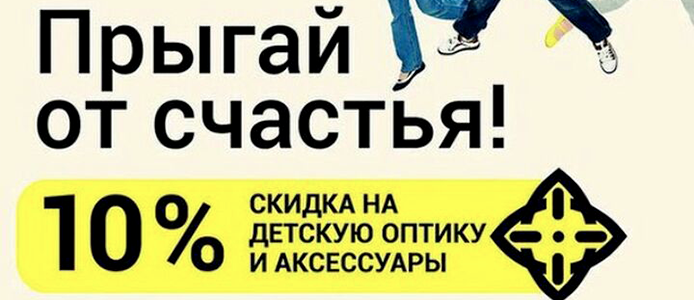 Прыгай
от счастья!
10% СКИДКА НА
ДЕТСКУЮ ОПТИКУ
И АКСЕССУАРЫ